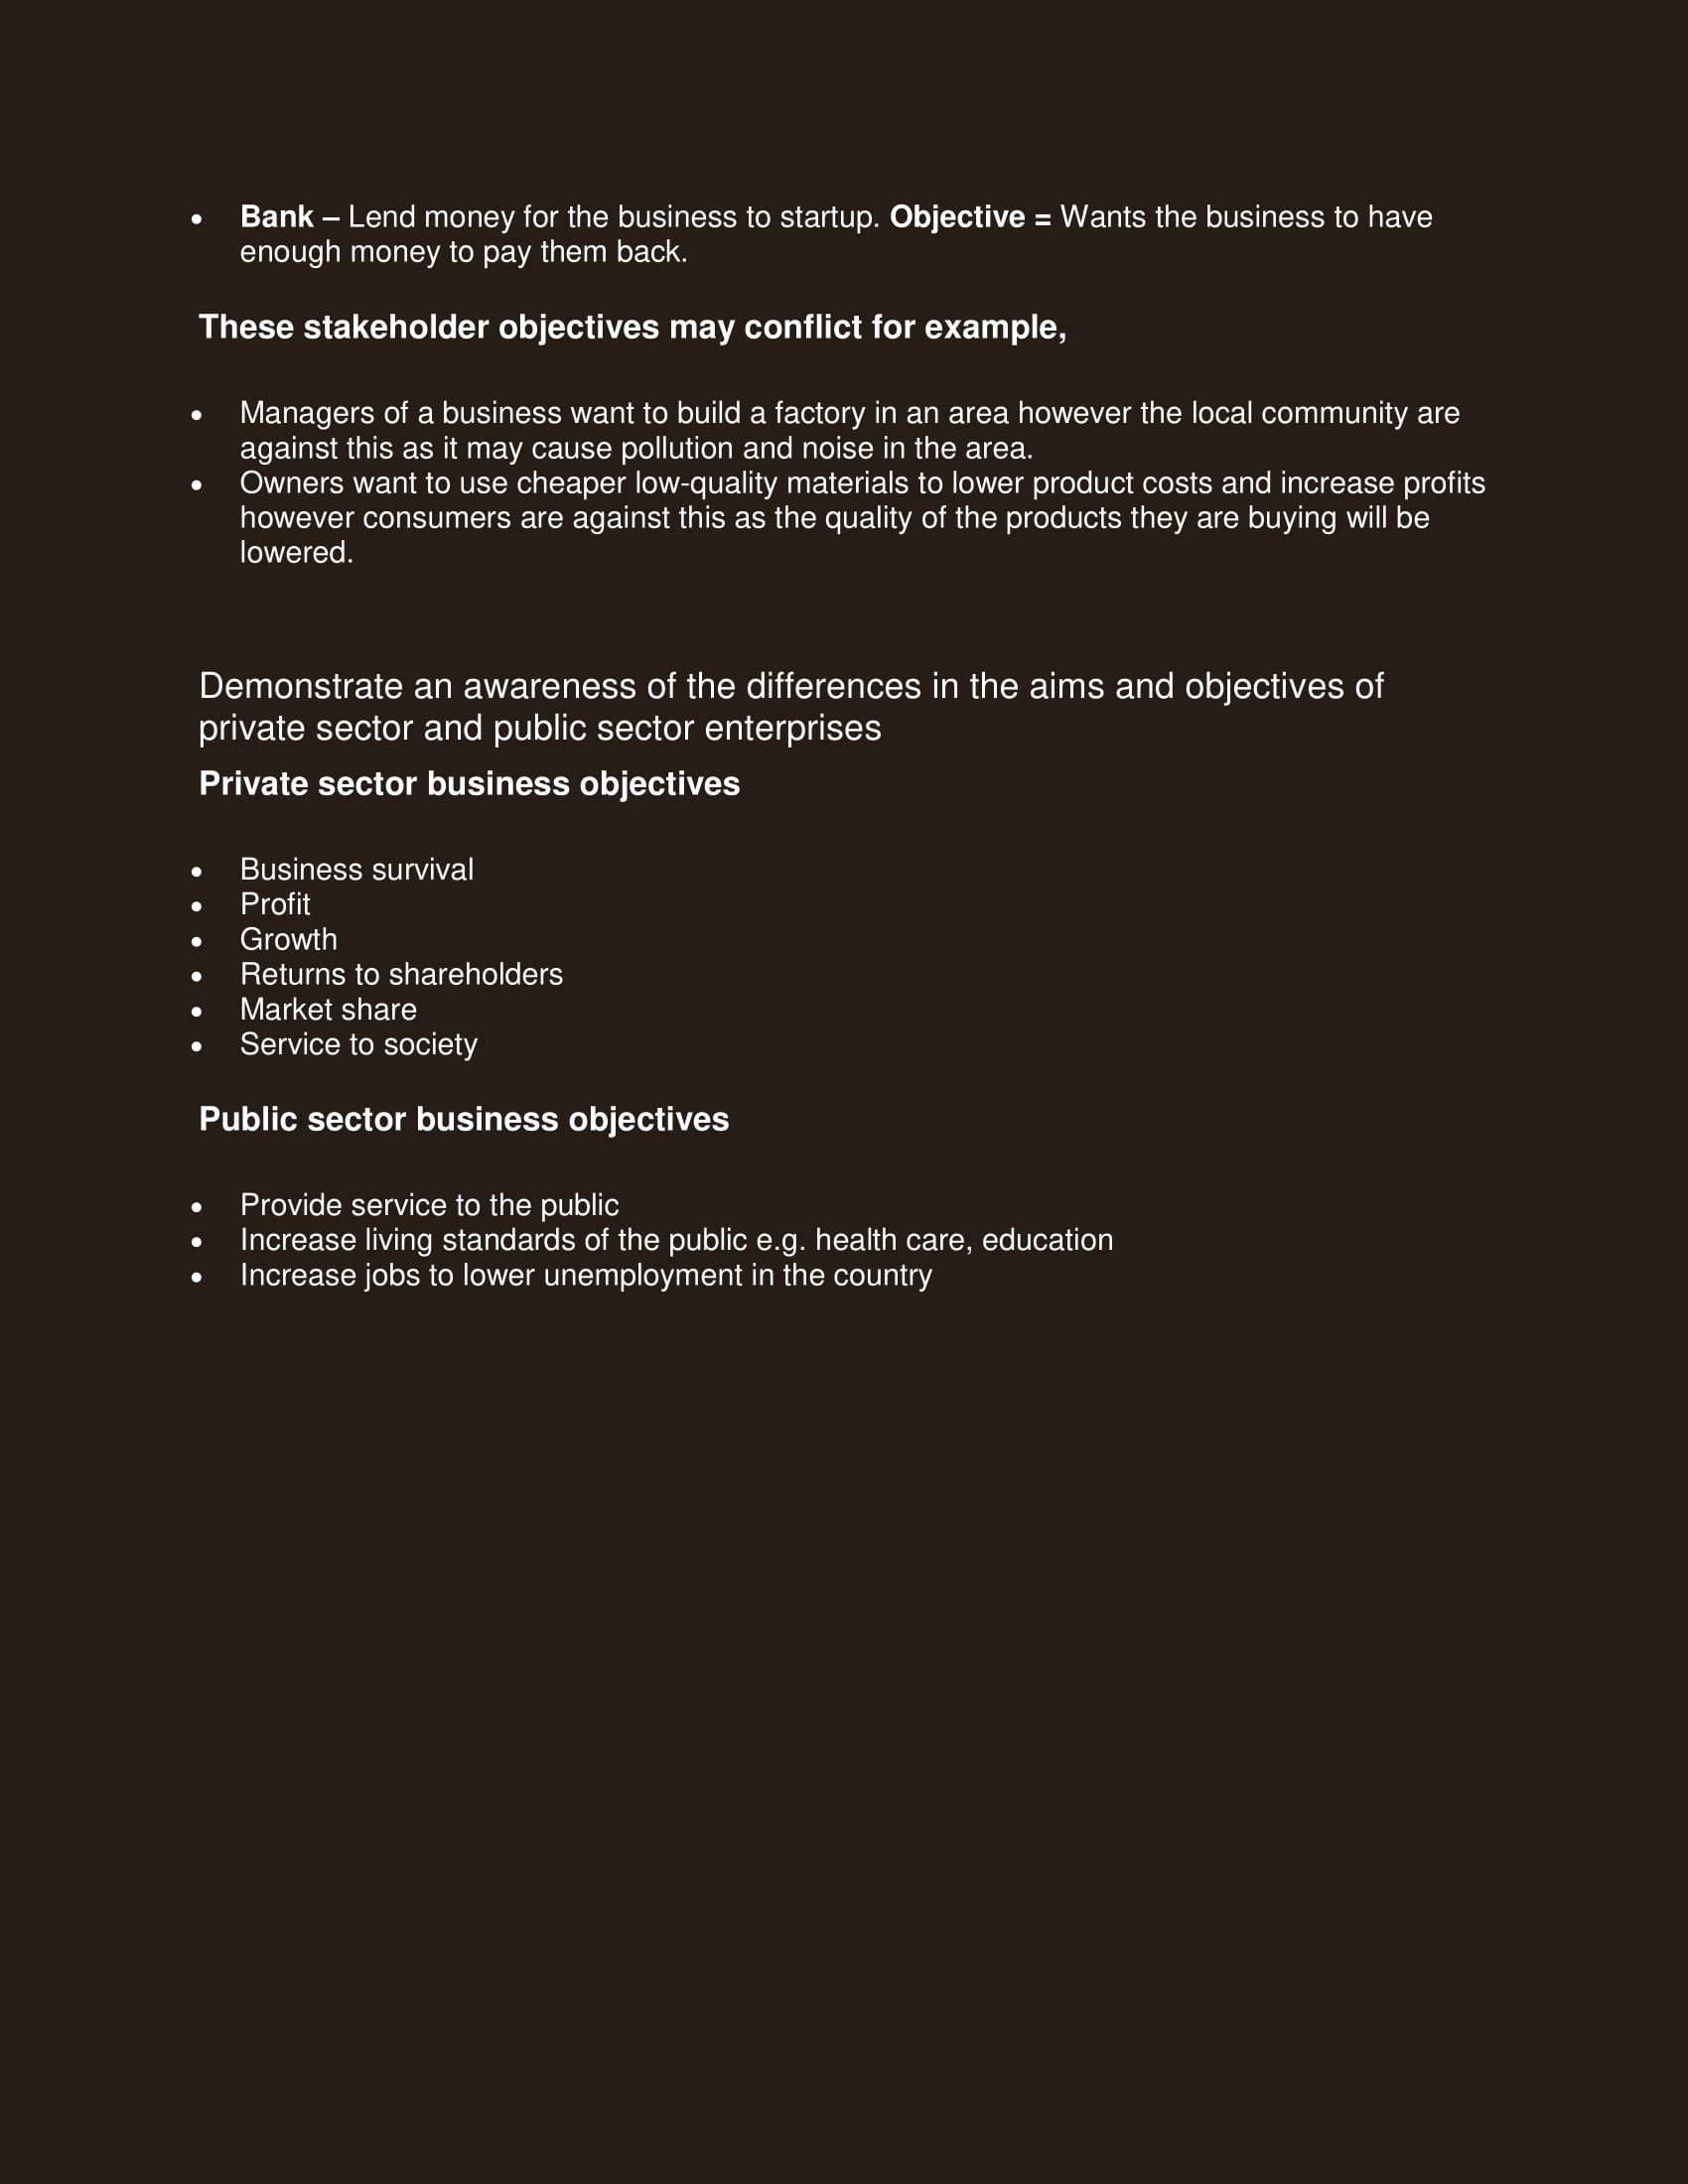 • Bank – Lend money for the business to startup. Objective = Wants the business to have
enough money to pay them back.
These stakeholder objectives may conflict for example,
• Managers of a business want to build a factory in an area however the local community are
against this as it may cause pollution and noise in the area.
• Owners want to use cheaper low-quality materials to lower product costs and increase profits
however consumers are against this as the quality of the products they are buying will be
lowered.
Demonstrate an awareness of the differences in the aims and objectives of
private sector and public sector enterprises
Private sector business objectives
• Business survival
• Profit
• Growth
• Returns to shareholders
• Market share
• Service to society
Public sector business objectives
• Provide service to the public
• Increase living standards of the public e.g. health care, education
• Increase jobs to lower unemployment in the country